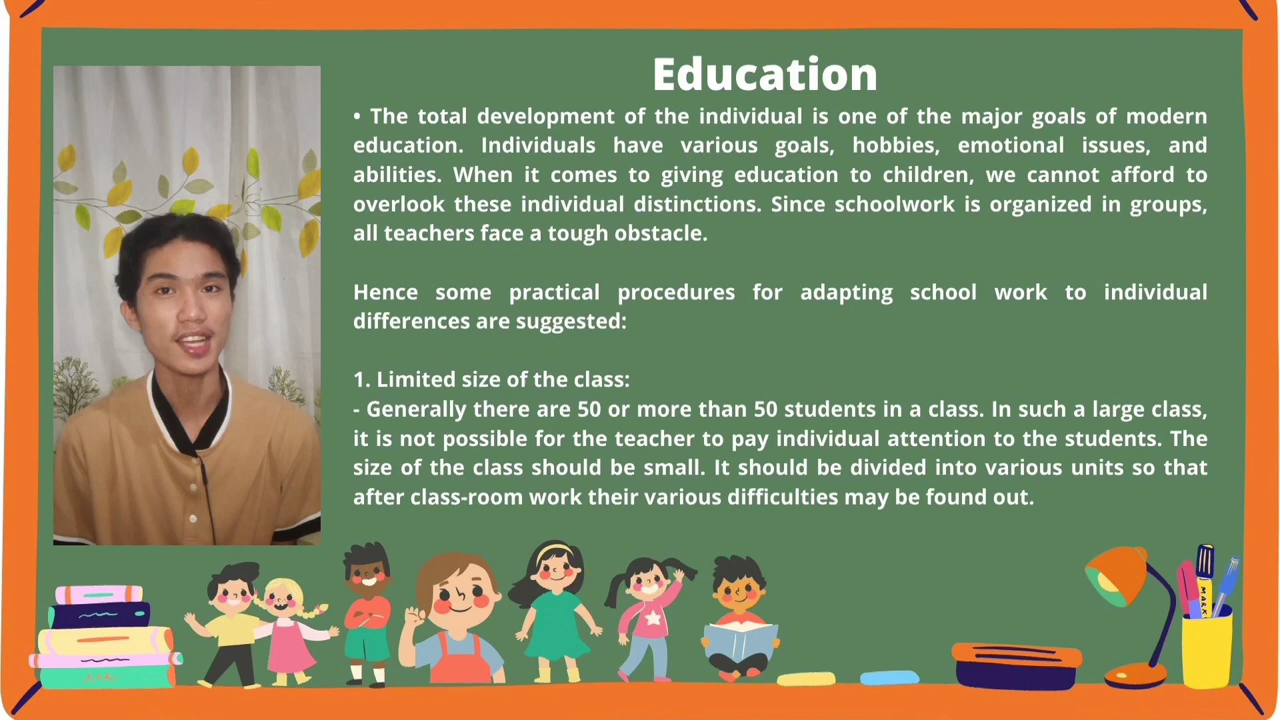 Education
• The total development of the individual is one of the major goals of modern
education. Individuals have various goals, hobbies, emotional issues, and
abilities. When it comes to giving education to children, we cannot afford to
overlook these individual distinctions. Since schoolwork is organized in groups,
all teachers face a tough obstacle.
Hence some practical procedures for adapting school work to individual
differences are suggested:
1. Limited size of the class:
- Generally there are 50 or more than 50 students in a class. In such a large class,
it is not possible for the teacher to pay individual attention to the students. The
size of the class should be small. It should be divided into various units so that
after class-room work their various difficulties may be found out.